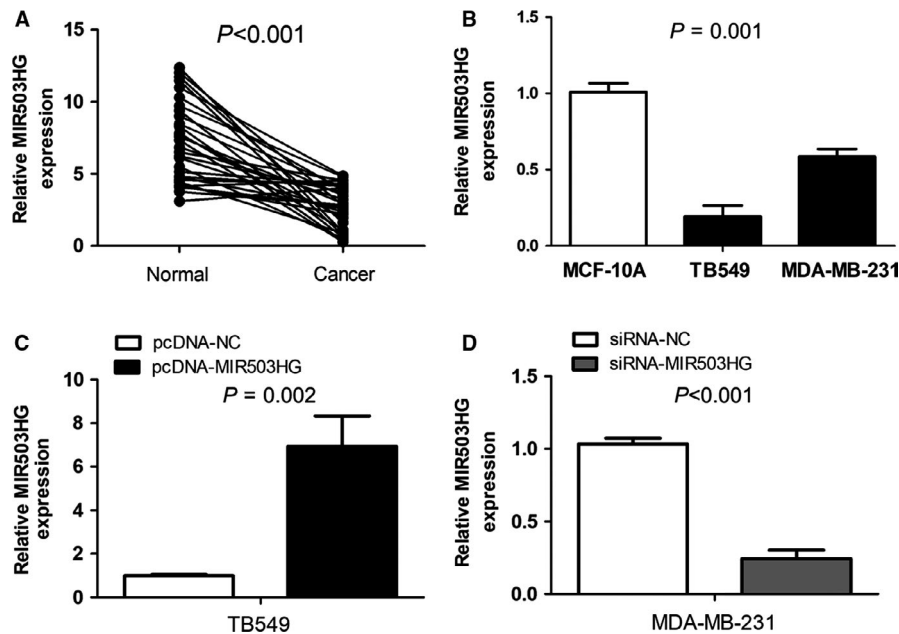 A
P<0.001
Relative MIR503HG
expression
15
10
5
0
Normal
Cancer
B
P = 0.001
Relative MIR503HG
expression
1.5
1.0
0.5
0.0
MCF-10A
TB549
MDA-MB-231
C
pcDNA-NC
pcDNA-MIR503HG
P = 0.002
Relative MIR503HG
expression
10
8
6
4
2
0
TB549
D
siRNA-NC
siRNA-MIR503HG
P<0.001
Relative MIR503HG
expression
1.5
1.0
0.5
0.0
MDA-MB-231